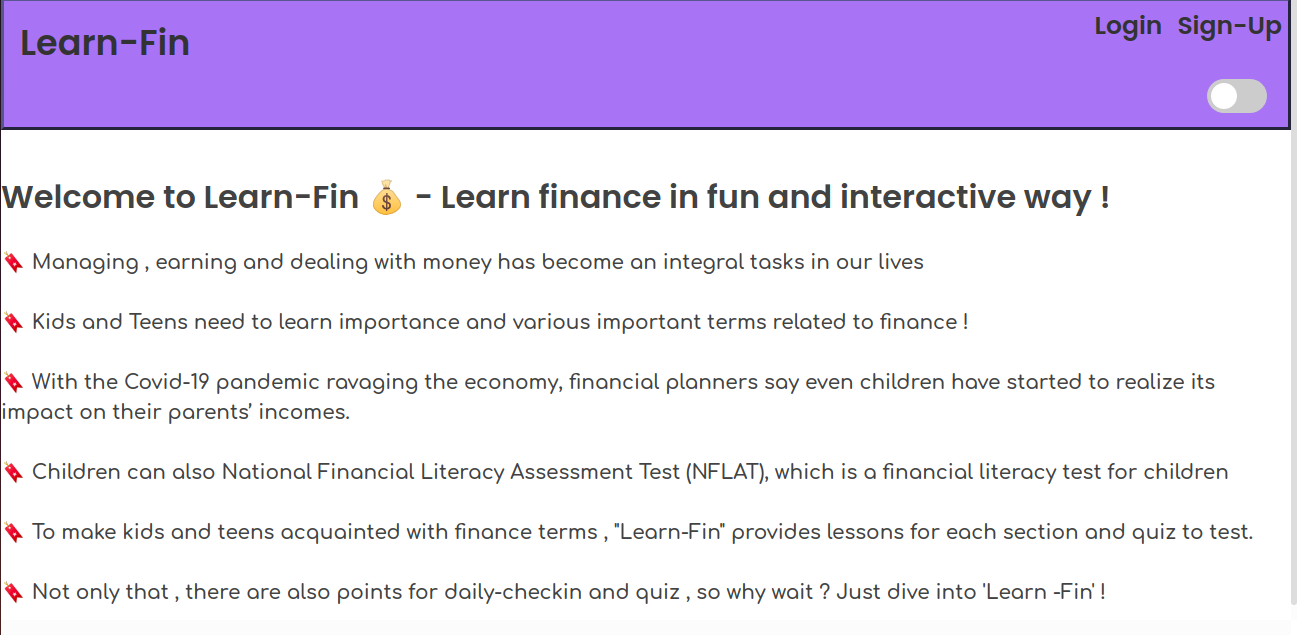 Learn-Fin
Login Sign-Up
Welcome to Learn-Fin 💰 - Learn finance in fun and interactive way !
🔖 Managing , earning and dealing with money has become an integral tasks in our lives
🔖 Kids and Teens need to learn importance and various important terms related to finance !
🔖 With the Covid-19 pandemic ravaging the economy, financial planners say even children have started to realize its
impact on their parents’ incomes.
🔖 Children can also National Financial Literacy Assessment Test (NFLAT), which is a financial literacy test for children
🔖 To make kids and teens acquainted with finance terms , "Learn-Fin" provides lessons for each section and quiz to test.
🔖 Not only that , there are also points for daily-checkin and quiz , so why wait ? Just dive into 'Learn -Fin' !